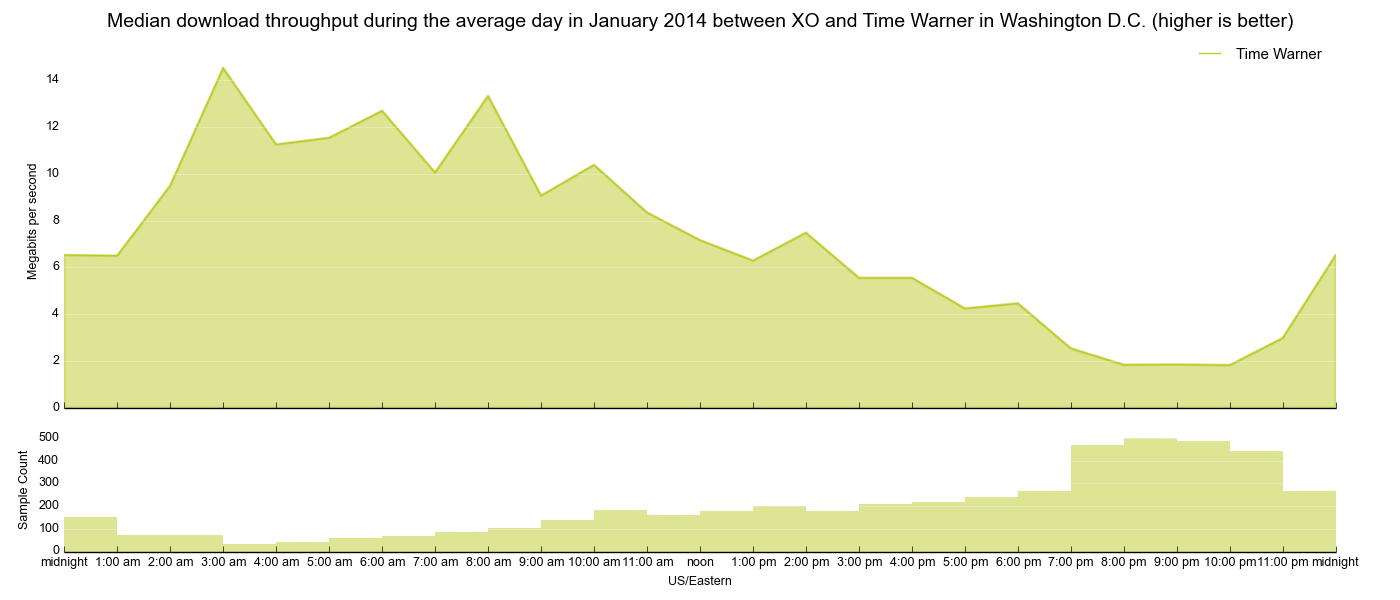 Median download throughput during the average day in January 2014 between XO and Time Warner in Washington D.C. (higher is better)
Time Warner
Megabits per second
14
12
10
8
6
4
2
0
Sample Count
500
400
300
200
100
0
midnight 1:00 am 2:00 am 3:00 am 4:00 am 5:00 am 6:00 am 7:00 am 8:00 am 9:00 am 10:00 am 11:00 am noon 1:00 pm 2:00 pm 3:00 pm 4:00 pm 5:00 pm 6:00 pm 7:00 pm 8:00 pm 9:00 pm 10:00 pm 11:00 pm midnight
US/Eastern